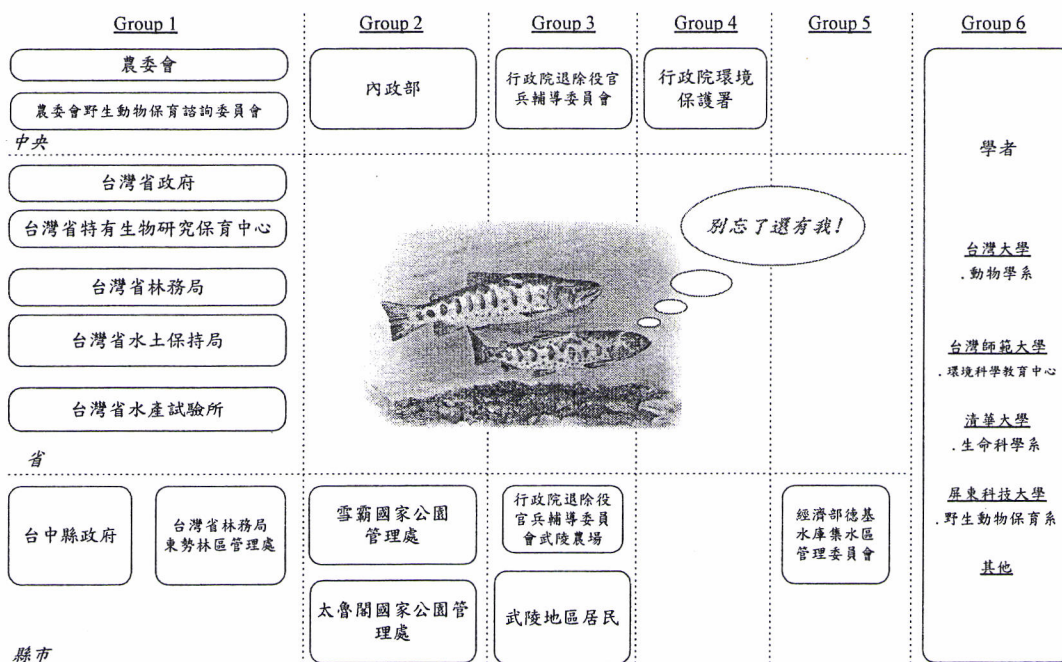 Group 1
Group 2
Group 3
Group 4
Group 5
Group 6
農委會
農委會野生動物保育諮詢委員會
中央
內政部
行政院退除役官
兵輔導委員會
行政院環境
保護署
台灣省政府
台灣省特有生物研究保育中心
台灣省林務局
台灣省水土保持局
台灣省水產試驗所
省
別忘了還有我!
台中縣政府
台灣省林務局
東勢林區管理處
縣市
雪霸國家公園
管理處
太魯閣國家公園管
理處
行政院退除役
官兵輔導委員
會武陵農場
武陵地區居民
經濟部德基
水庫集水區
管理委員會
學者
台灣大學
.動物學系
台灣師範大學
.環境科學教育中心
清華大學
.生命科學系
屏東科技大學
.野生動物保育系
其他